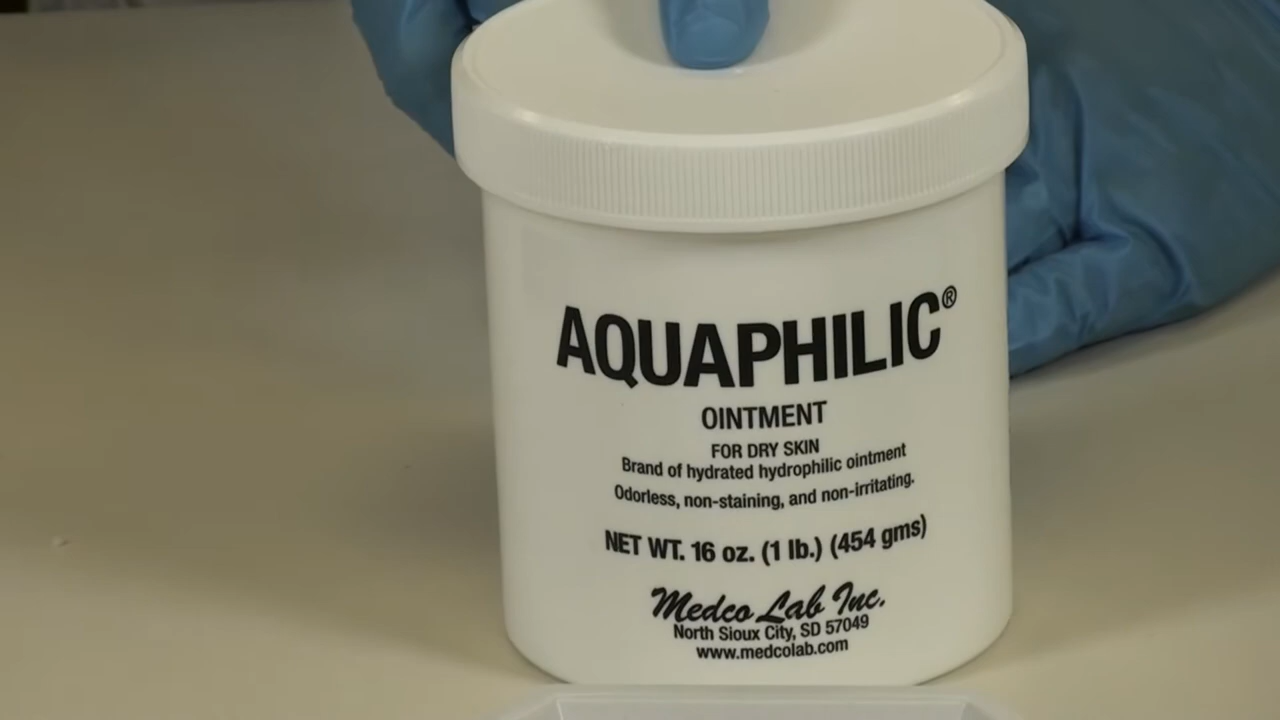 AQUAPHILIC®
OINTMENT
FOR DRY SKIN
Brand of hydrated hydrophilic ointment
Odorless, non-staining, and non-irritating.
NET WT. 16 oz. (1 lb.) (454 gms)
Medco Lab Inc.
North Sioux City, SD 57049
www.medcolab.com